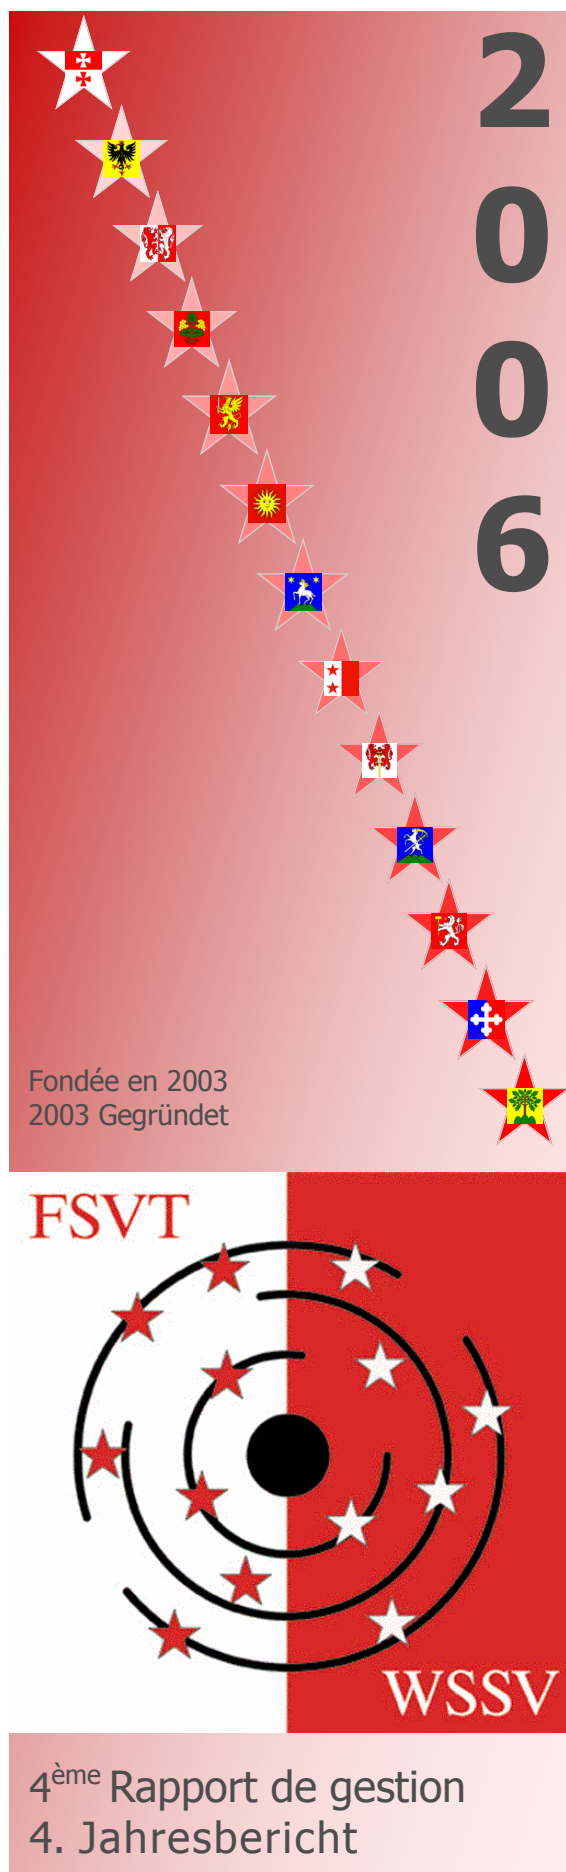 2
0
0
6
Fondée en 2003
2003 Gegründet
FSVT
WSSV
4ème Rapport de gestion
4. Jahresbericht